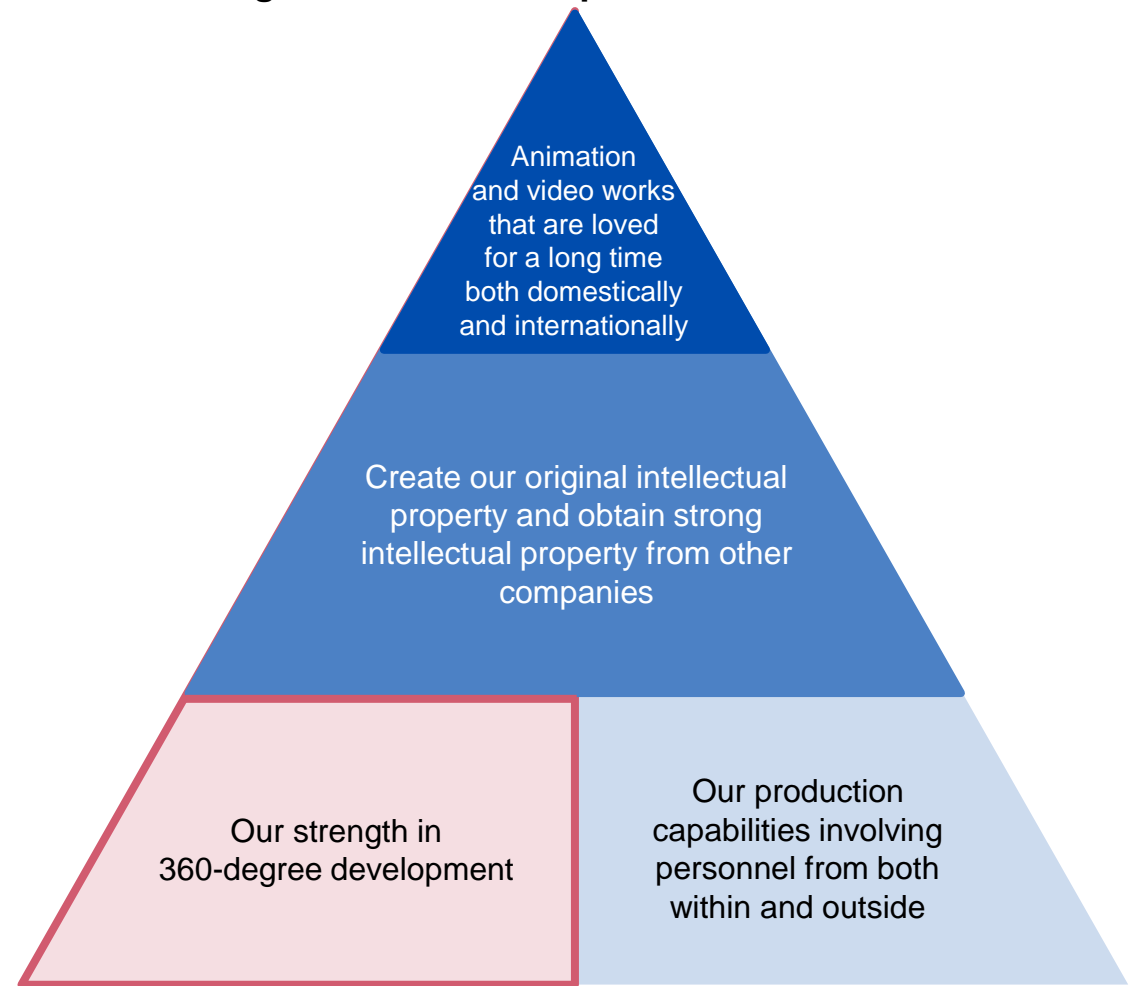 Animation
and video works
that are loved
for a long time
both domestically
and internationally
Create our original intellectual
property and obtain strong
intellectual property from other
companies
Our strength in
360-degree development
Our production
capabilities involving
personnel from both
within and outside